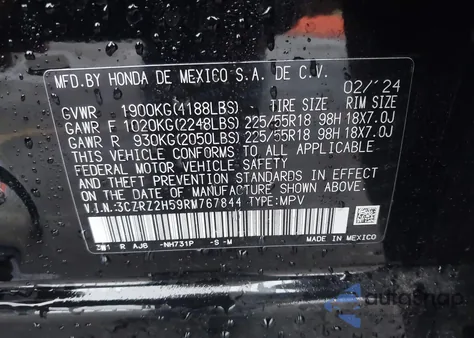 MFD.BY HONDA DE MEXICO S.A. DE C.V.
02/'24
GVWR 1900KG(4188LBS) TIRE SIZE RIM SIZE
GAWR F 1020KG(2248LBS) 225/55R18 98H 18X7.0J
GAWR R 930KG(2050LBS) 225/55R18 98H 18X7.0J
THIS VEHICLE CONFORMS TO ALL APPLICABLE
FEDERAL MOTOR VEHICLE SAFETY
AND THEFT PREVENTION STANDARDS IN EFFECT
ON THE DATE OF MANUFACTURE SHOWN ABOVE.
V.I.N.:3CZRZ2H59RM767844 TYPE:MPV
R AJ6 -NH731P -S-M
MADE IN MEXICO
autosnap